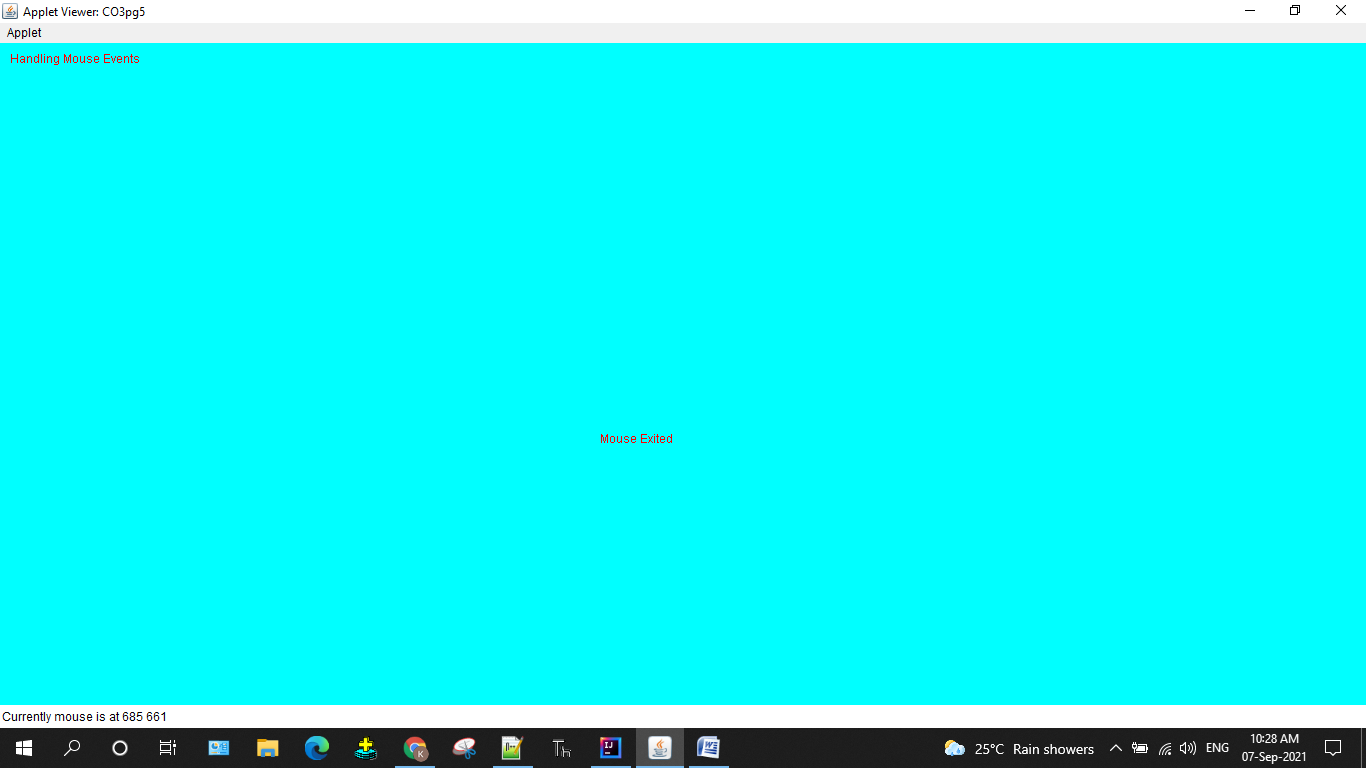 Applet Viewer: CO3pg5
Applet
Handling Mouse Events
Mouse Exited
Currently mouse is at 685 661
25°C Rain showers
ENG
10:28 AM
07-Sep-2021